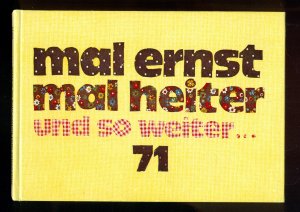 mal ernst
mal heiter
und so weiter...
71